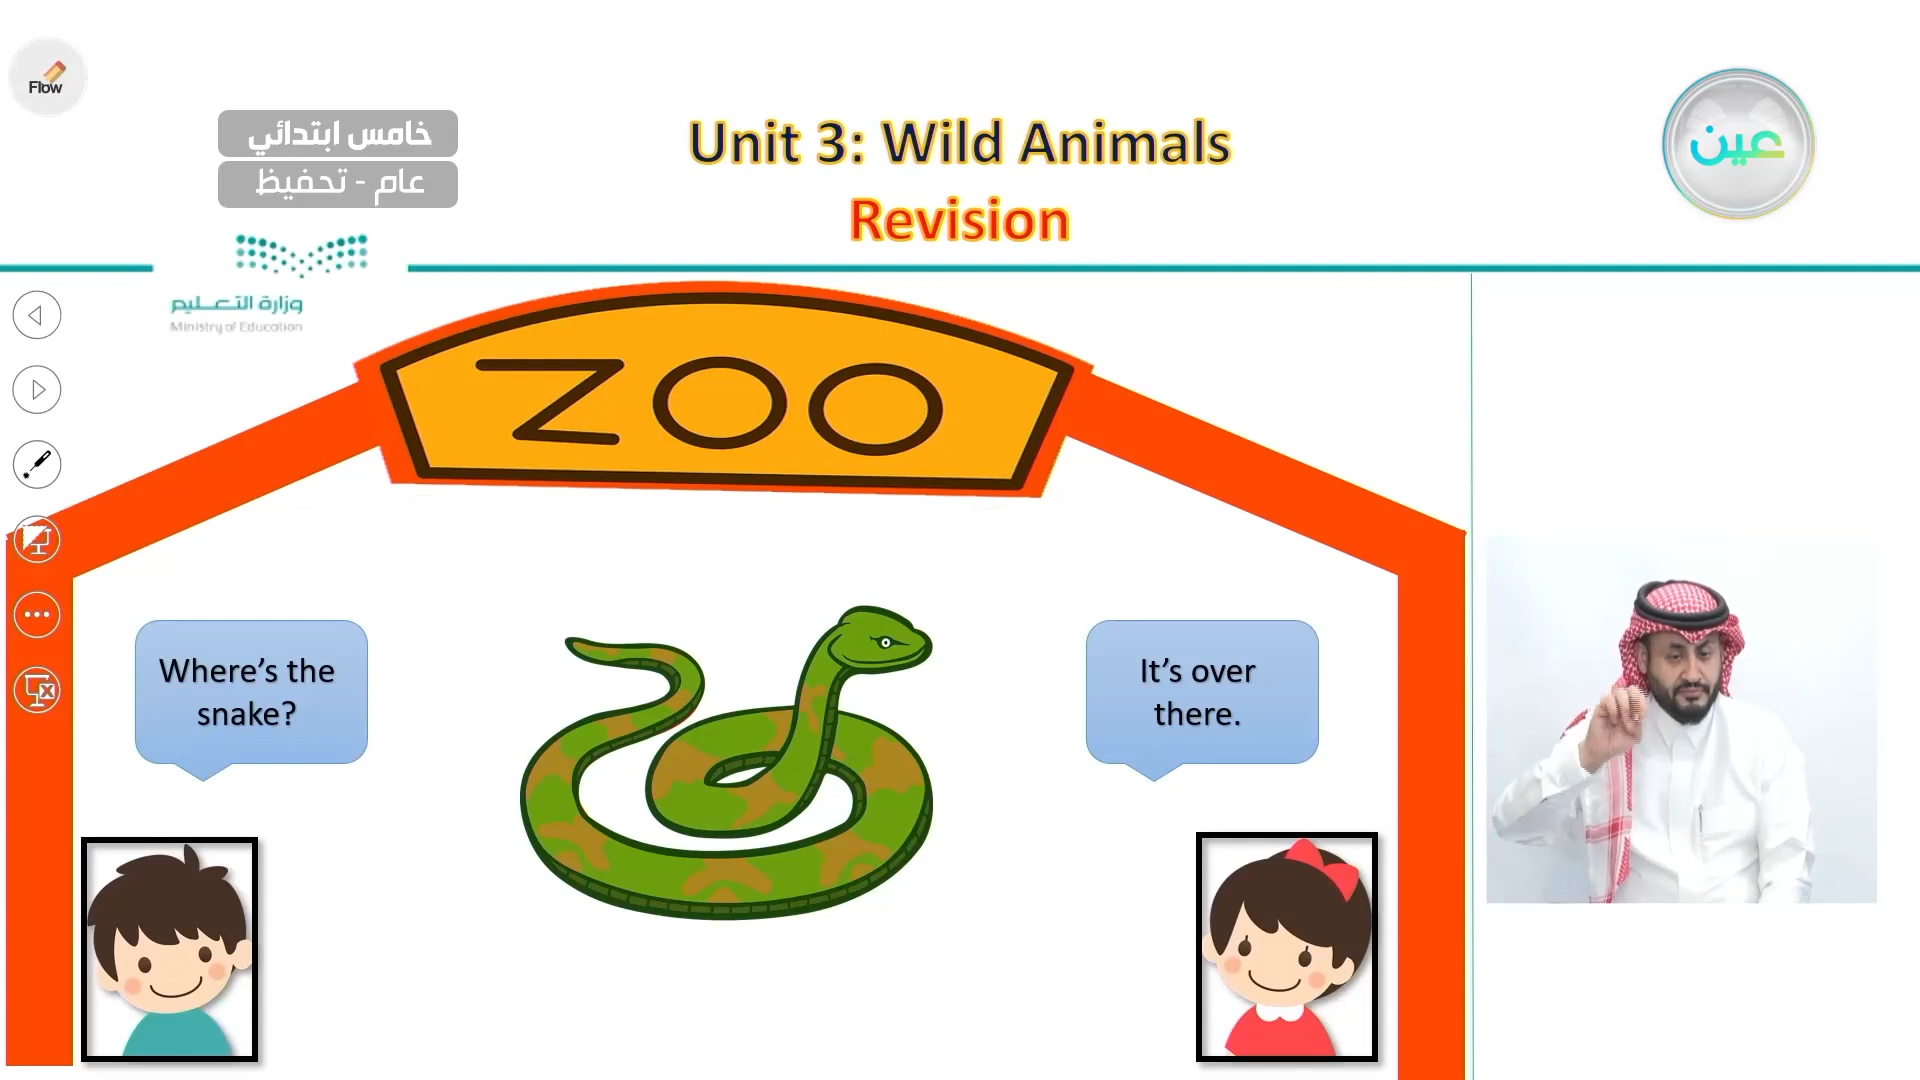 Flow
خامس ابتدائي
عام - تحفيظ
Unit 3: Wild Animals
Revision
عين
وزارة التعليم
Ministry of Education
ZOO
Where’s the
snake?
It’s over
there.